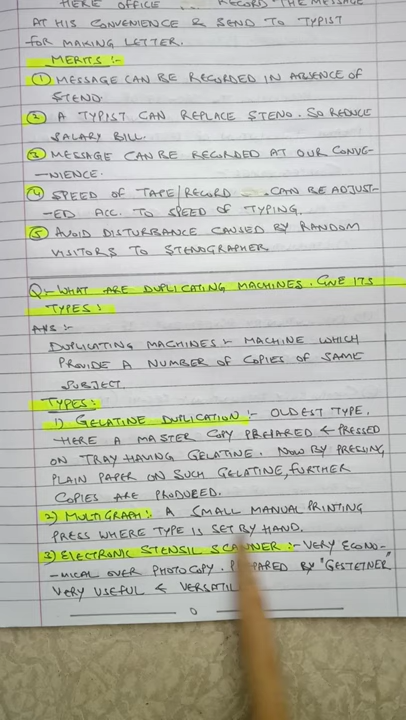 HERE OFFICE RECORD THE MESSAGE
AT HIS CONVENIENCE & SEND TO TYPIST
FOR MAKING LETTER.
MERITS :-
① MESSAGE CAN BE RECORDED IN ABSENCE OF
STENO.
② A TYPIST CAN REPLACE STENO. SO REDUCE
SALARY BILL.
③ MESSAGE CAN BE RECORDED AT OUR CONVE-
-NIENCE.
④ SPEED OF TAPE/RECORD CAN BE ADJUST-
-ED ACC. TO SPEED OF TYPING.
⑤ AVOID DISTURBANCE CAUSED BY RANDOM
VISITORS TO STENOGRAPHER
Q:- WHAT ARE DUPLICATING MACHINES. GIVE ITS
TYPES :
ANS :-
DUPLICATING MACHINES :- MACHINE WHICH
PROVIDE A NUMBER OF COPIES OF SAME
SUBJECT.
TYPES:
1) GELATINE DUPLICATION :- OLDEST TYPE.
HERE A MASTER COPY PREPARED & PRESSED
ON TRAY HAVING GELATINE. NOW BY PRESSING
PLAIN PAPER ON SUCH GELATINE, FURTHER
COPIES ARE PRODURED.
2) MULTIGRAPH: A SMALL MANUAL PRINTING
PRESS WHERE TYPE IS SET BY HAND.
3) ELECTRONIC STENSIL SCANNER :- VERY ECONO-
-MICAL OVER PHOTOCOPY. PREPARED BY "GESTETNER"
VERY USEFUL & VERSATIL